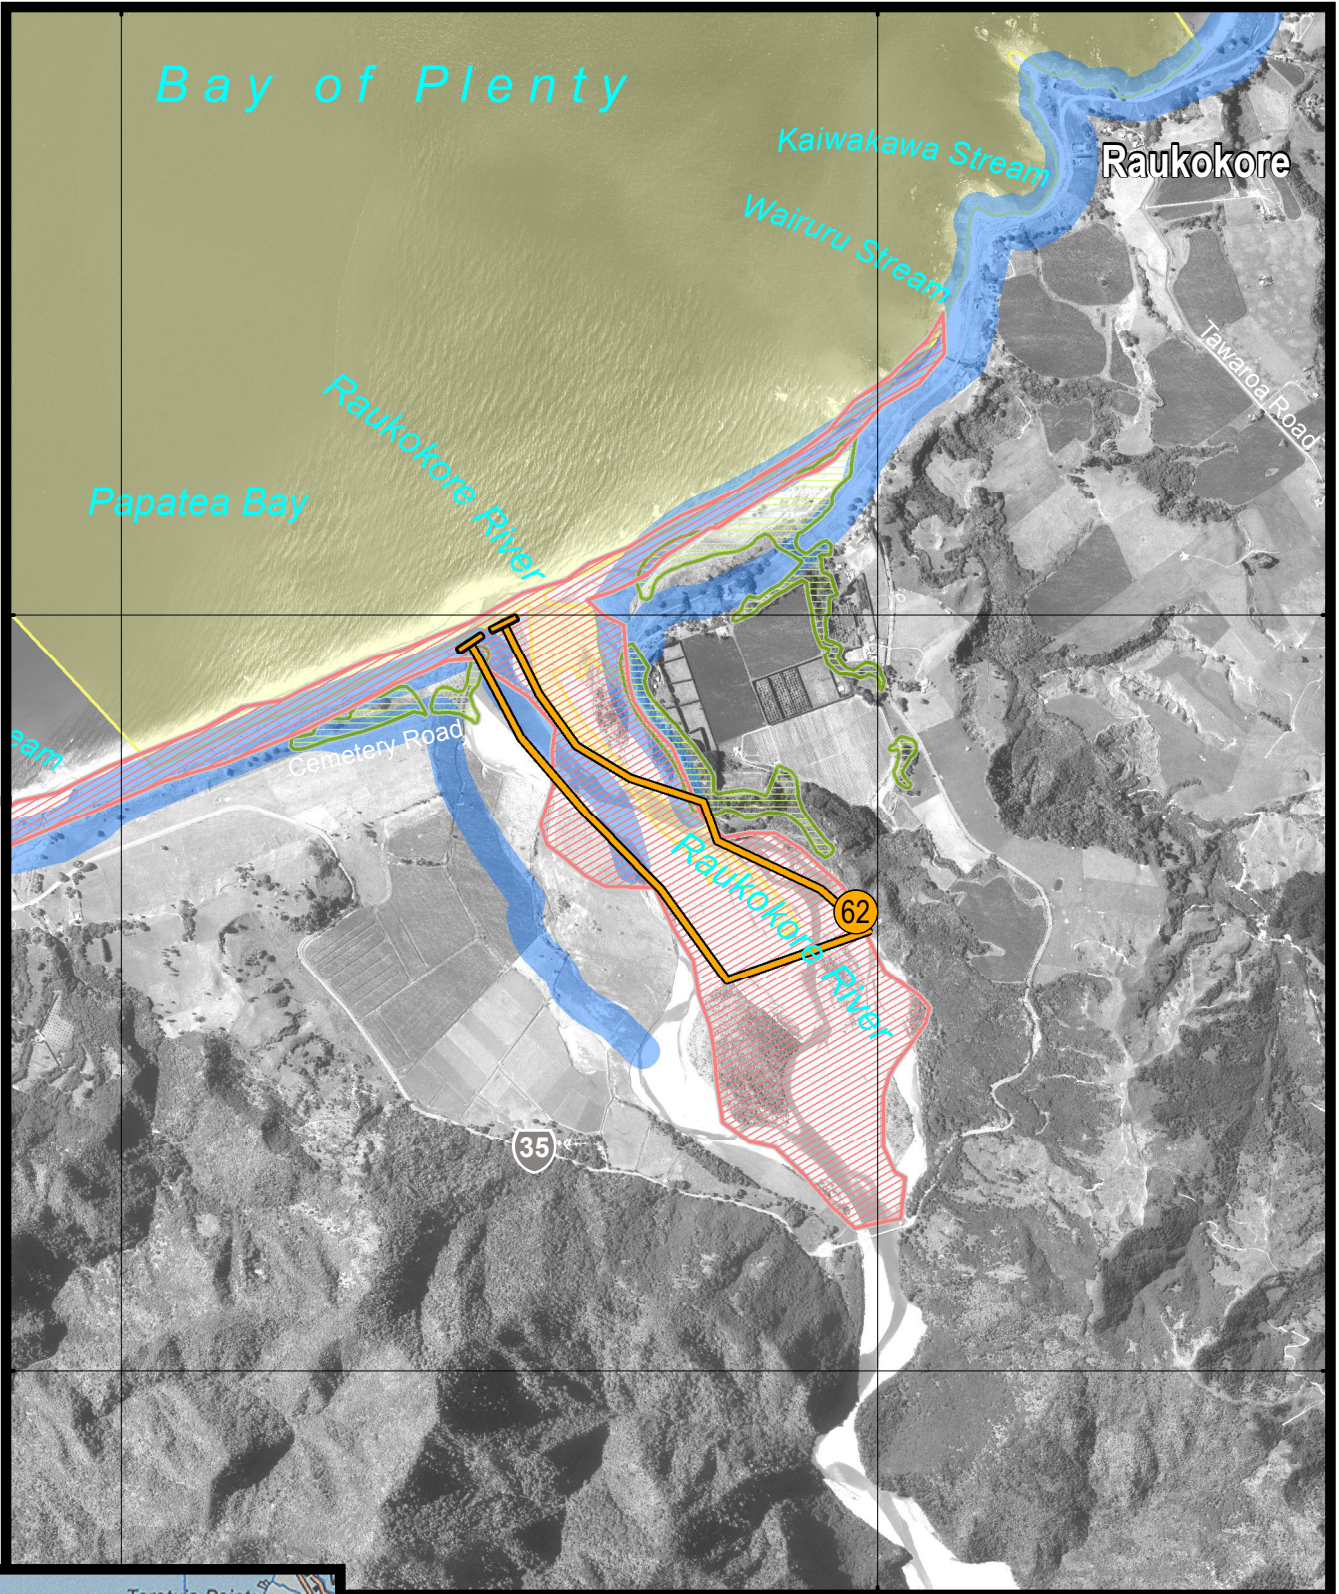 Bay of Plenty
Kaiwakawa Stream
Raukokore
Wairuru Stream
Tawaroa Road
Raukokore River
Papatea Bay
eam
Cemetery Road
Raukokore River
62
35